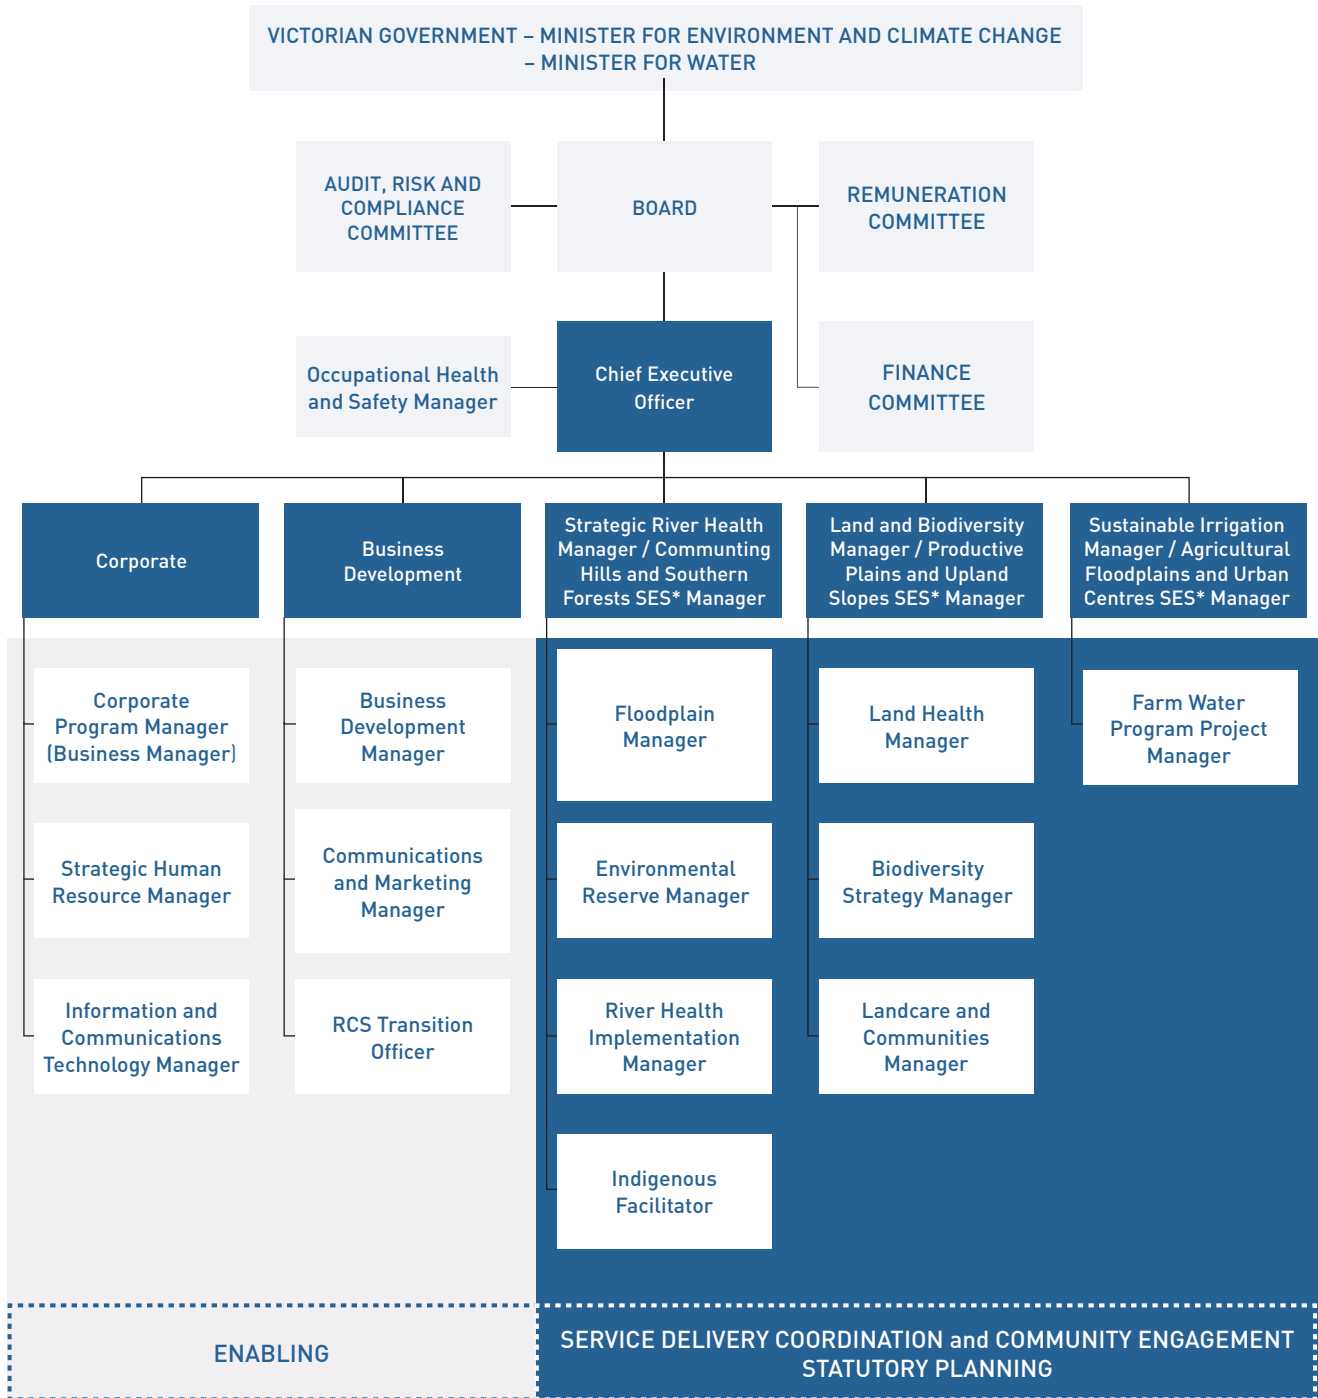 VICTORIAN GOVERNMENT – MINISTER FOR ENVIRONMENT AND CLIMATE CHANGE
– MINISTER FOR WATER
AUDIT, RISK AND
COMPLIANCE
COMMITTEE
BOARD
REMUNERATION
COMMITTEE
Occupational Health
and Safety Manager
Chief Executive
Officer
FINANCE
COMMITTEE
Corporate
Business
Development
Strategic River Health
Manager / Communting
Hills and Southern
Forests SES* Manager
Land and Biodiversity
Manager / Productive
Plains and Upland
Slopes SES* Manager
Sustainable Irrigation
Manager / Agricultural
Floodplains and Urban
Centres SES* Manager
Corporate
Program Manager
(Business Manager)
Business
Development
Manager
Floodplain
Manager
Land Health
Manager
Farm Water
Program Project
Manager
Strategic Human
Resource Manager
Communications
and Marketing
Manager
Environmental
Reserve Manager
Biodiversity
Strategy Manager
Information and
Communications
Technology Manager
RCS Transition
Officer
River Health
Implementation
Manager
Landcare and
Communities
Manager
Indigenous
Facilitator
ENABLING
SERVICE DELIVERY COORDINATION and COMMUNITY ENGAGEMENT
STATUTORY PLANNING